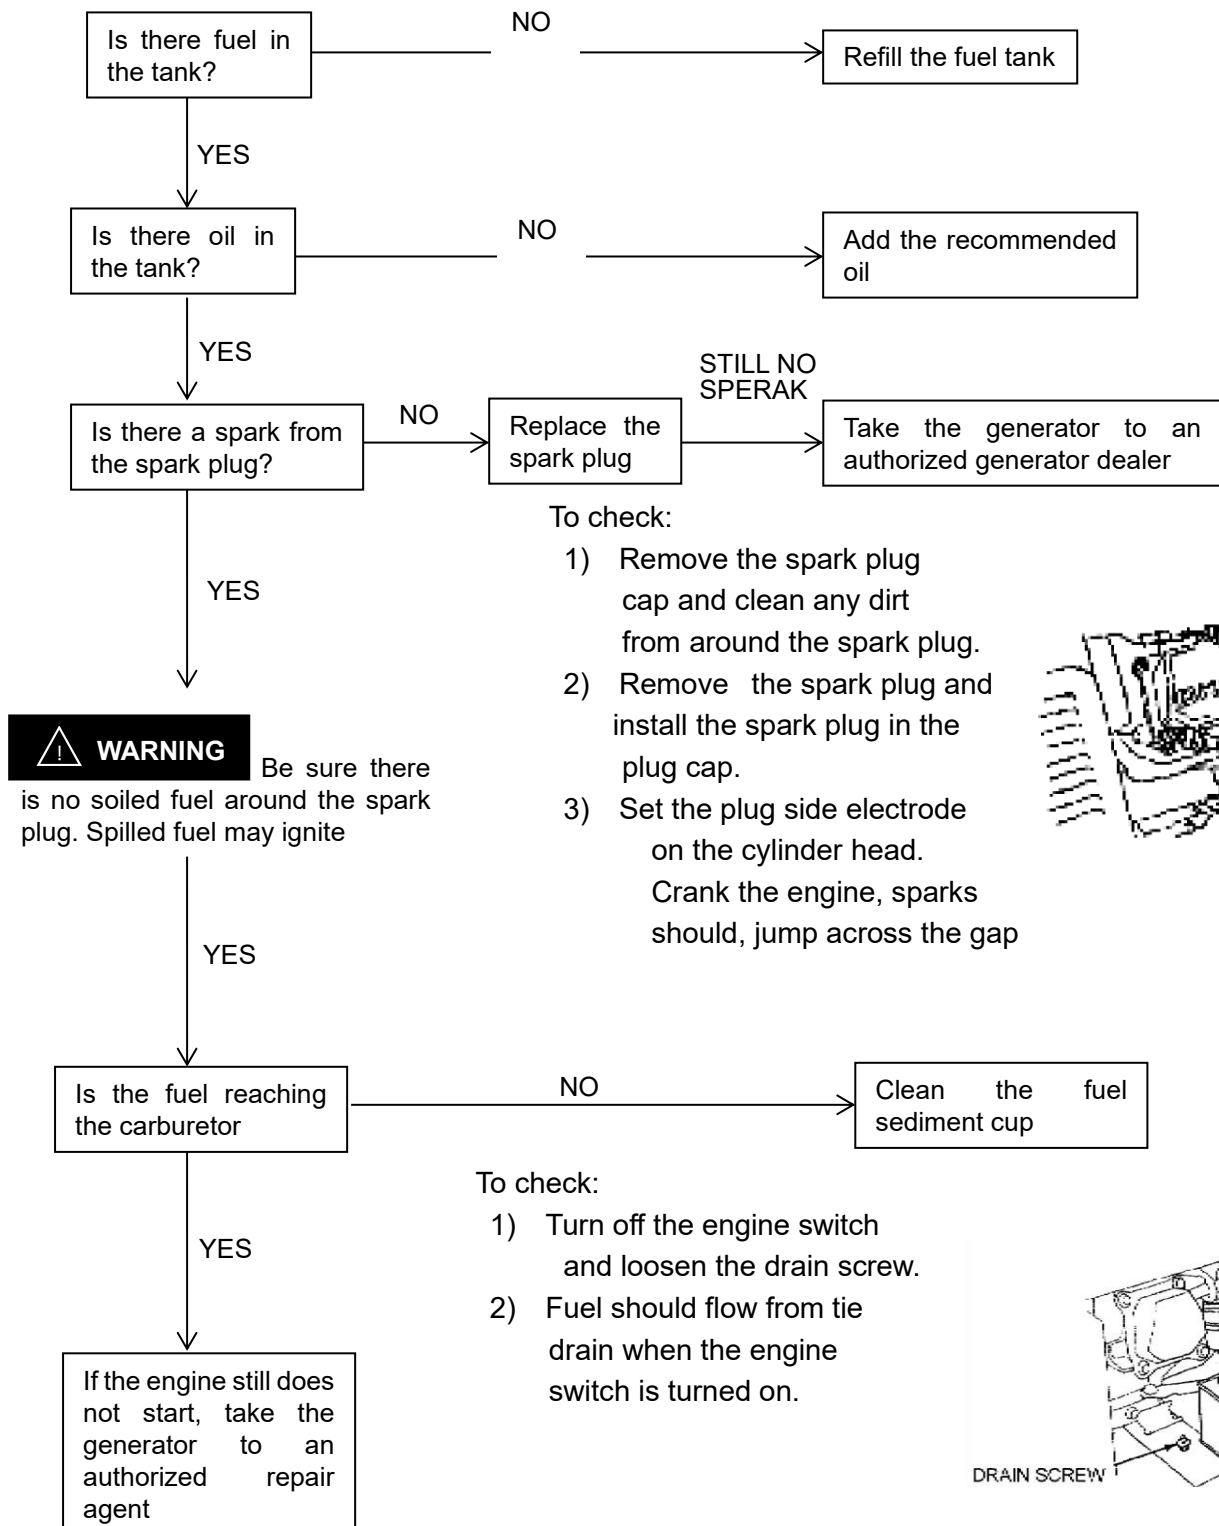 Is there fuel in
the tank?
NO
Refill the fuel tank
YES
Is there oil in
the tank?
NO
Add the recommended
oil
YES
Is there a spark from
the spark plug?
NO
Replace the
spark plug
STILL NO
SPERAK
Take the generator to an
authorized generator dealer
YES
To check:
1) Remove the spark plug
cap and clean any dirt
from around the spark plug.
2) Remove the spark plug and
install the spark plug in the
plug cap.
3) Set the plug side electrode
on the cylinder head.
Crank the engine, sparks
should, jump across the gap
WARNING Be sure there
is no soiled fuel around the spark
plug. Spilled fuel may ignite
YES
Is the fuel reaching
the carburetor
NO
Clean the fuel
sediment cup
YES
To check:
1) Turn off the engine switch
and loosen the drain screw.
2) Fuel should flow from tie
drain when the engine
switch is turned on.
DRAIN SCREW
If the engine still does
not start, take the
generator to an
authorized repair
agent